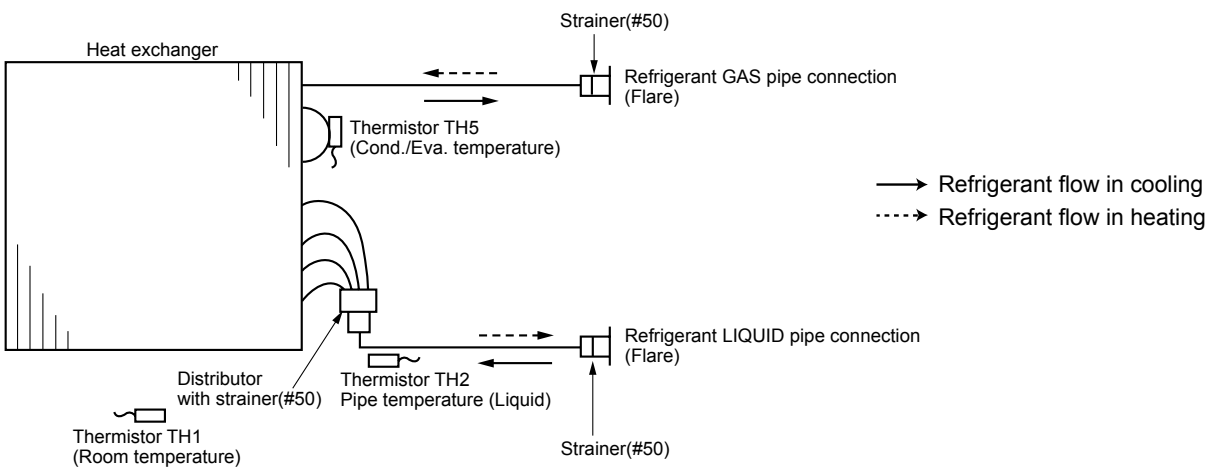 Strainer(#50)
Heat exchanger
Refrigerant GAS pipe connection
(Flare)
Thermistor TH5
(Cond./Eva. temperature)
Refrigerant flow in cooling
Refrigerant flow in heating
Refrigerant LIQUID pipe connection
(Flare)
Distributor
with strainer(#50)
Thermistor TH2
Pipe temperature (Liquid)
Thermistor TH1
(Room temperature)
Strainer(#50)